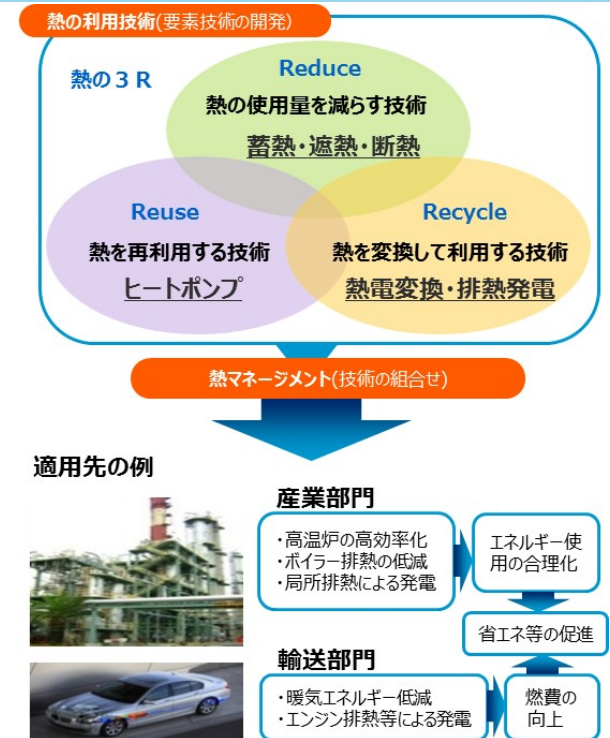 熱の利用技術(要素技術の開発)
熱の3R
Reduce
熱の使用量を減らす技術
蓄熱・遮熱・断熱
Reuse
熱を再利用する技術
ヒートポンプ
Recycle
熱を変換して利用する技術
熱電変換・排熱発電
熱マネージメント(技術の組合せ)
適用先の例
産業部門
・高温炉の高効率化
・ボイラー排熱の低減
・局所排熱による発電
エネルギー使
用の合理化
省エネ等の促進
輸送部門
・暖気エネルギー低減
・エンジン排熱等による発電
燃費の
向上